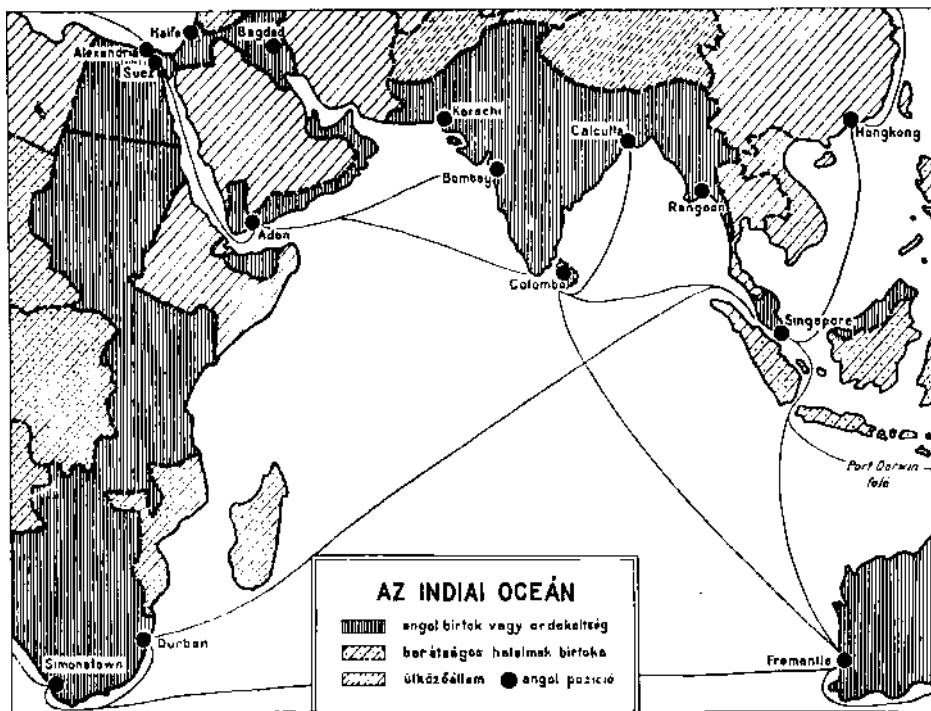 Haifa
Bagdad
Alexandria
Suez
Karachi
Calcutta
Hongkong
Bombay
Rangoon
Aden
Colombo
Singapore
Port Darwin
felé
AZ INDIAI OCEÁN
angol birtok vagy érdekeltség
barátságos hatalmak birtoka
ütközőállam
angol pozíció
Durban
Simonstown
Fremantle